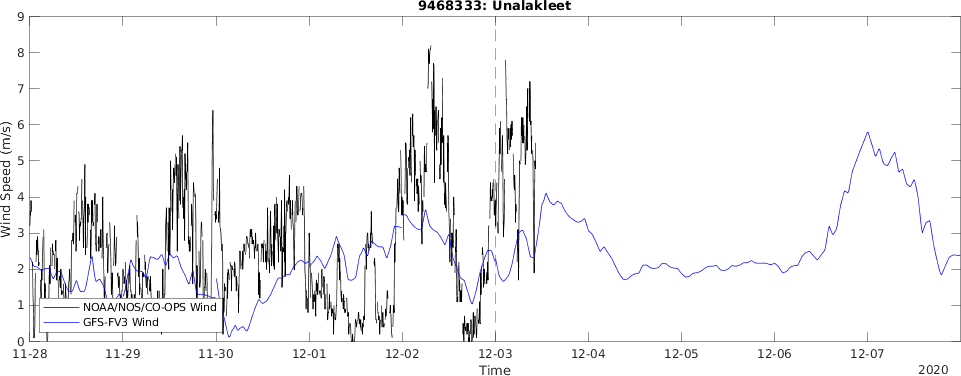 9468333: Unalakleet
9
8
7
6
5
4
3
2
1
0
Wind Speed (m/s)
NOAA/NOS/CO-OPS Wind
GFS-FV3 Wind
11-28 11-29 11-30 12-01 12-02 12-03 12-04 12-05 12-06 12-07
Time
2020